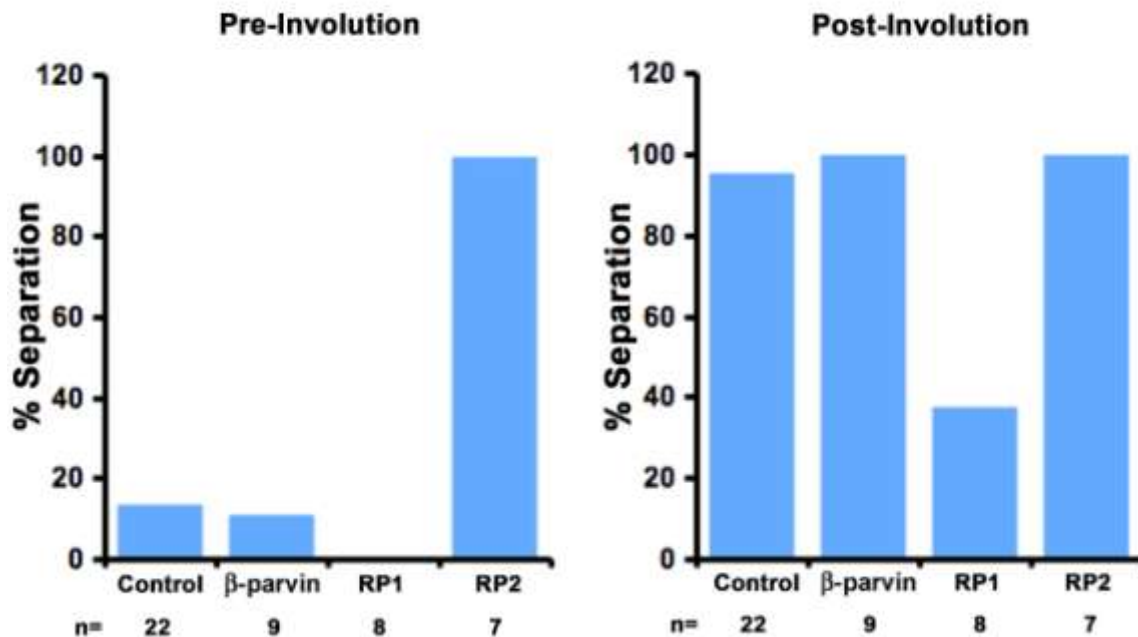 Pre-Involution
120
100
80
60
40
20
0
% Separation
Control β-parvin RP1 RP2
n= 22 9 8 7
Post-Involution
120
100
80
60
40
20
0
% Separation
Control β-parvin RP1 RP2
n= 22 9 8 7